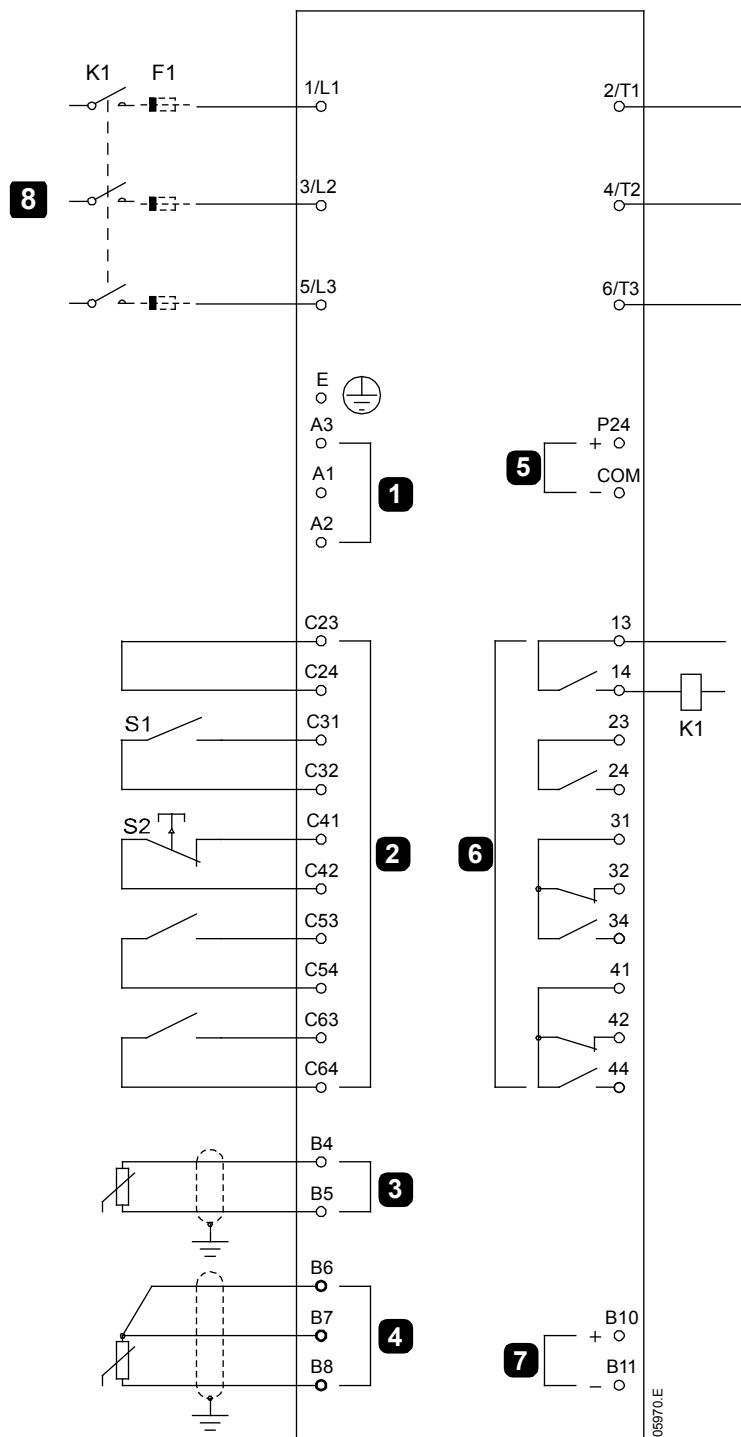 K1 F1
1/L1 2/T1
8
3/L2 4/T2
5/L3 6/T3
E
A3 P24
5 +
A1 COM
1 −
A2
C23 13
C24 14
K1
S1 C31 23
C32 24
S2 C41 31
2 6
C42 32
C53 34
C54 41
C63 42
C64 44
B4
3
B5
B6
B7 B10
4 7 +
B8 B11
−
05970.E